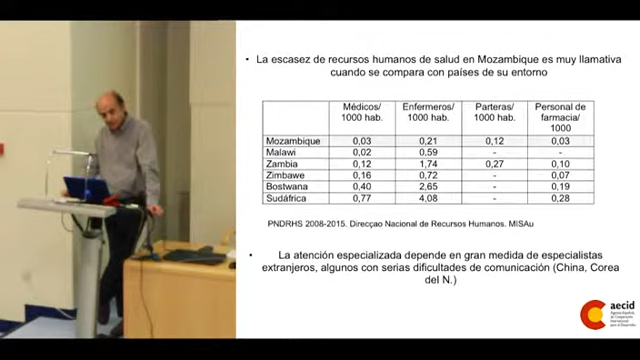 • La escasez de recursos humanos de salud en Mozambique es muy llamativa
cuando se compara con países de su entorno
Médicos/ Enfermeros/ Parteras/ Personal de
1000 hab. 1000 hab. 1000 hab. farmacia/
1000
Mozambique 0,03 0,21 0,12 0,03
Malawi 0,02 0,59 - -
Zambia 0,12 1,74 0,27 0,10
Zimbawe 0,16 0,72 - 0,07
Bostwana 0,40 2,65 - 0,19
Sudáfrica 0,77 4,08 - 0,28
PNDRHS 2008-2015. Direcçao Nacional de Recursos Humanos. MISAu
• La atención especializada depende en gran medida de especialistas
extranjeros, algunos con serias dificultades de comunicación (China, Corea
del N.)
aecid